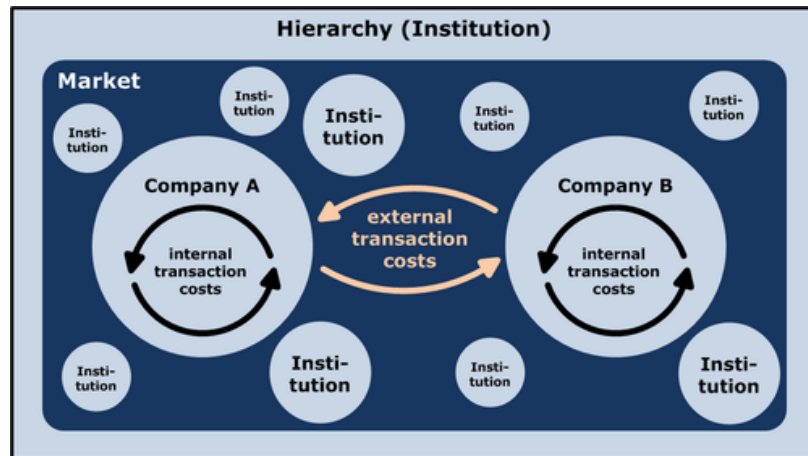 Hierarchy (Institution)
Market
Insti-
tution
Insti-
tution
Insti-
tution
Insti-
tution
Insti-
tution
Company A
internal
transaction
costs
external
transaction
costs
Company B
internal
transaction
costs
Insti-
tution
Insti-
tution
Insti-
tution
Insti-
tution